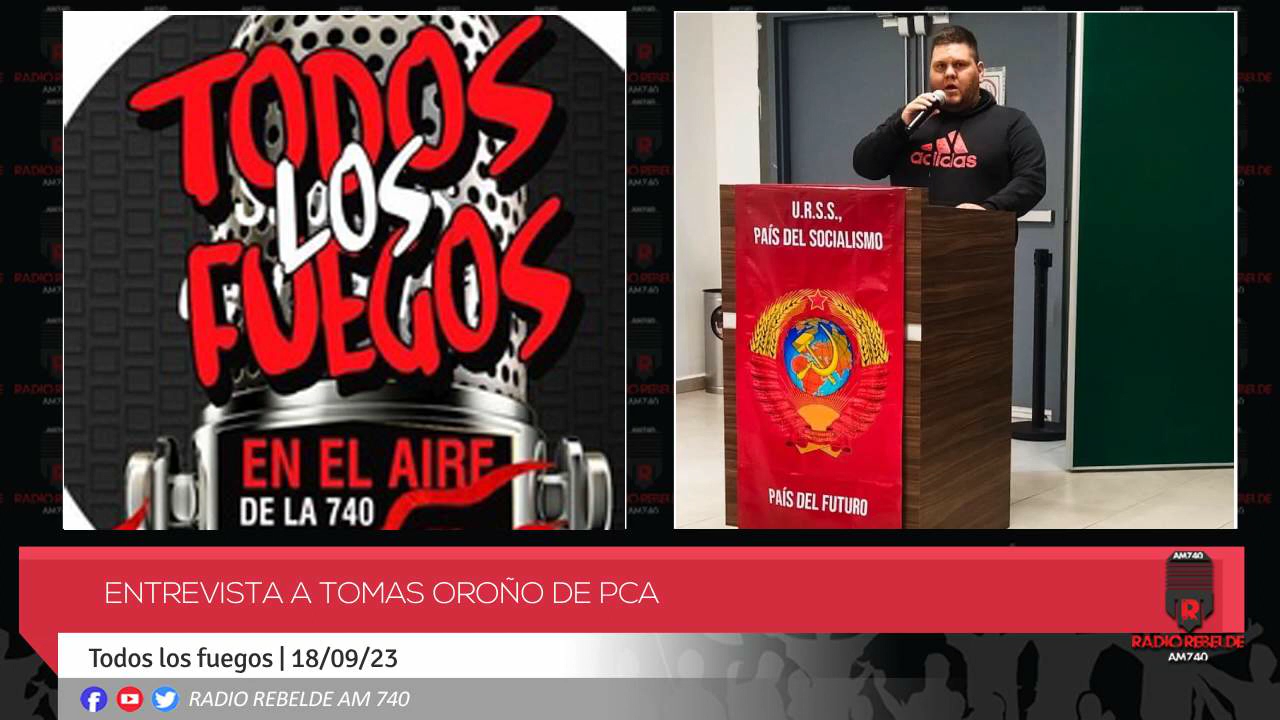 TODOS
LOS
FUEGOS
EN EL AIRE
DE LA 740
adidas
U.R.S.S.,
PAÍS DEL SOCIALISMO
PAÍS DEL FUTURO
ENTREVISTA A TOMAS OROÑO DE PCA
AM740
R
RADIO REBELDE
AM740
Todos los fuegos | 18/09/23
RADIO REBELDE AM 740